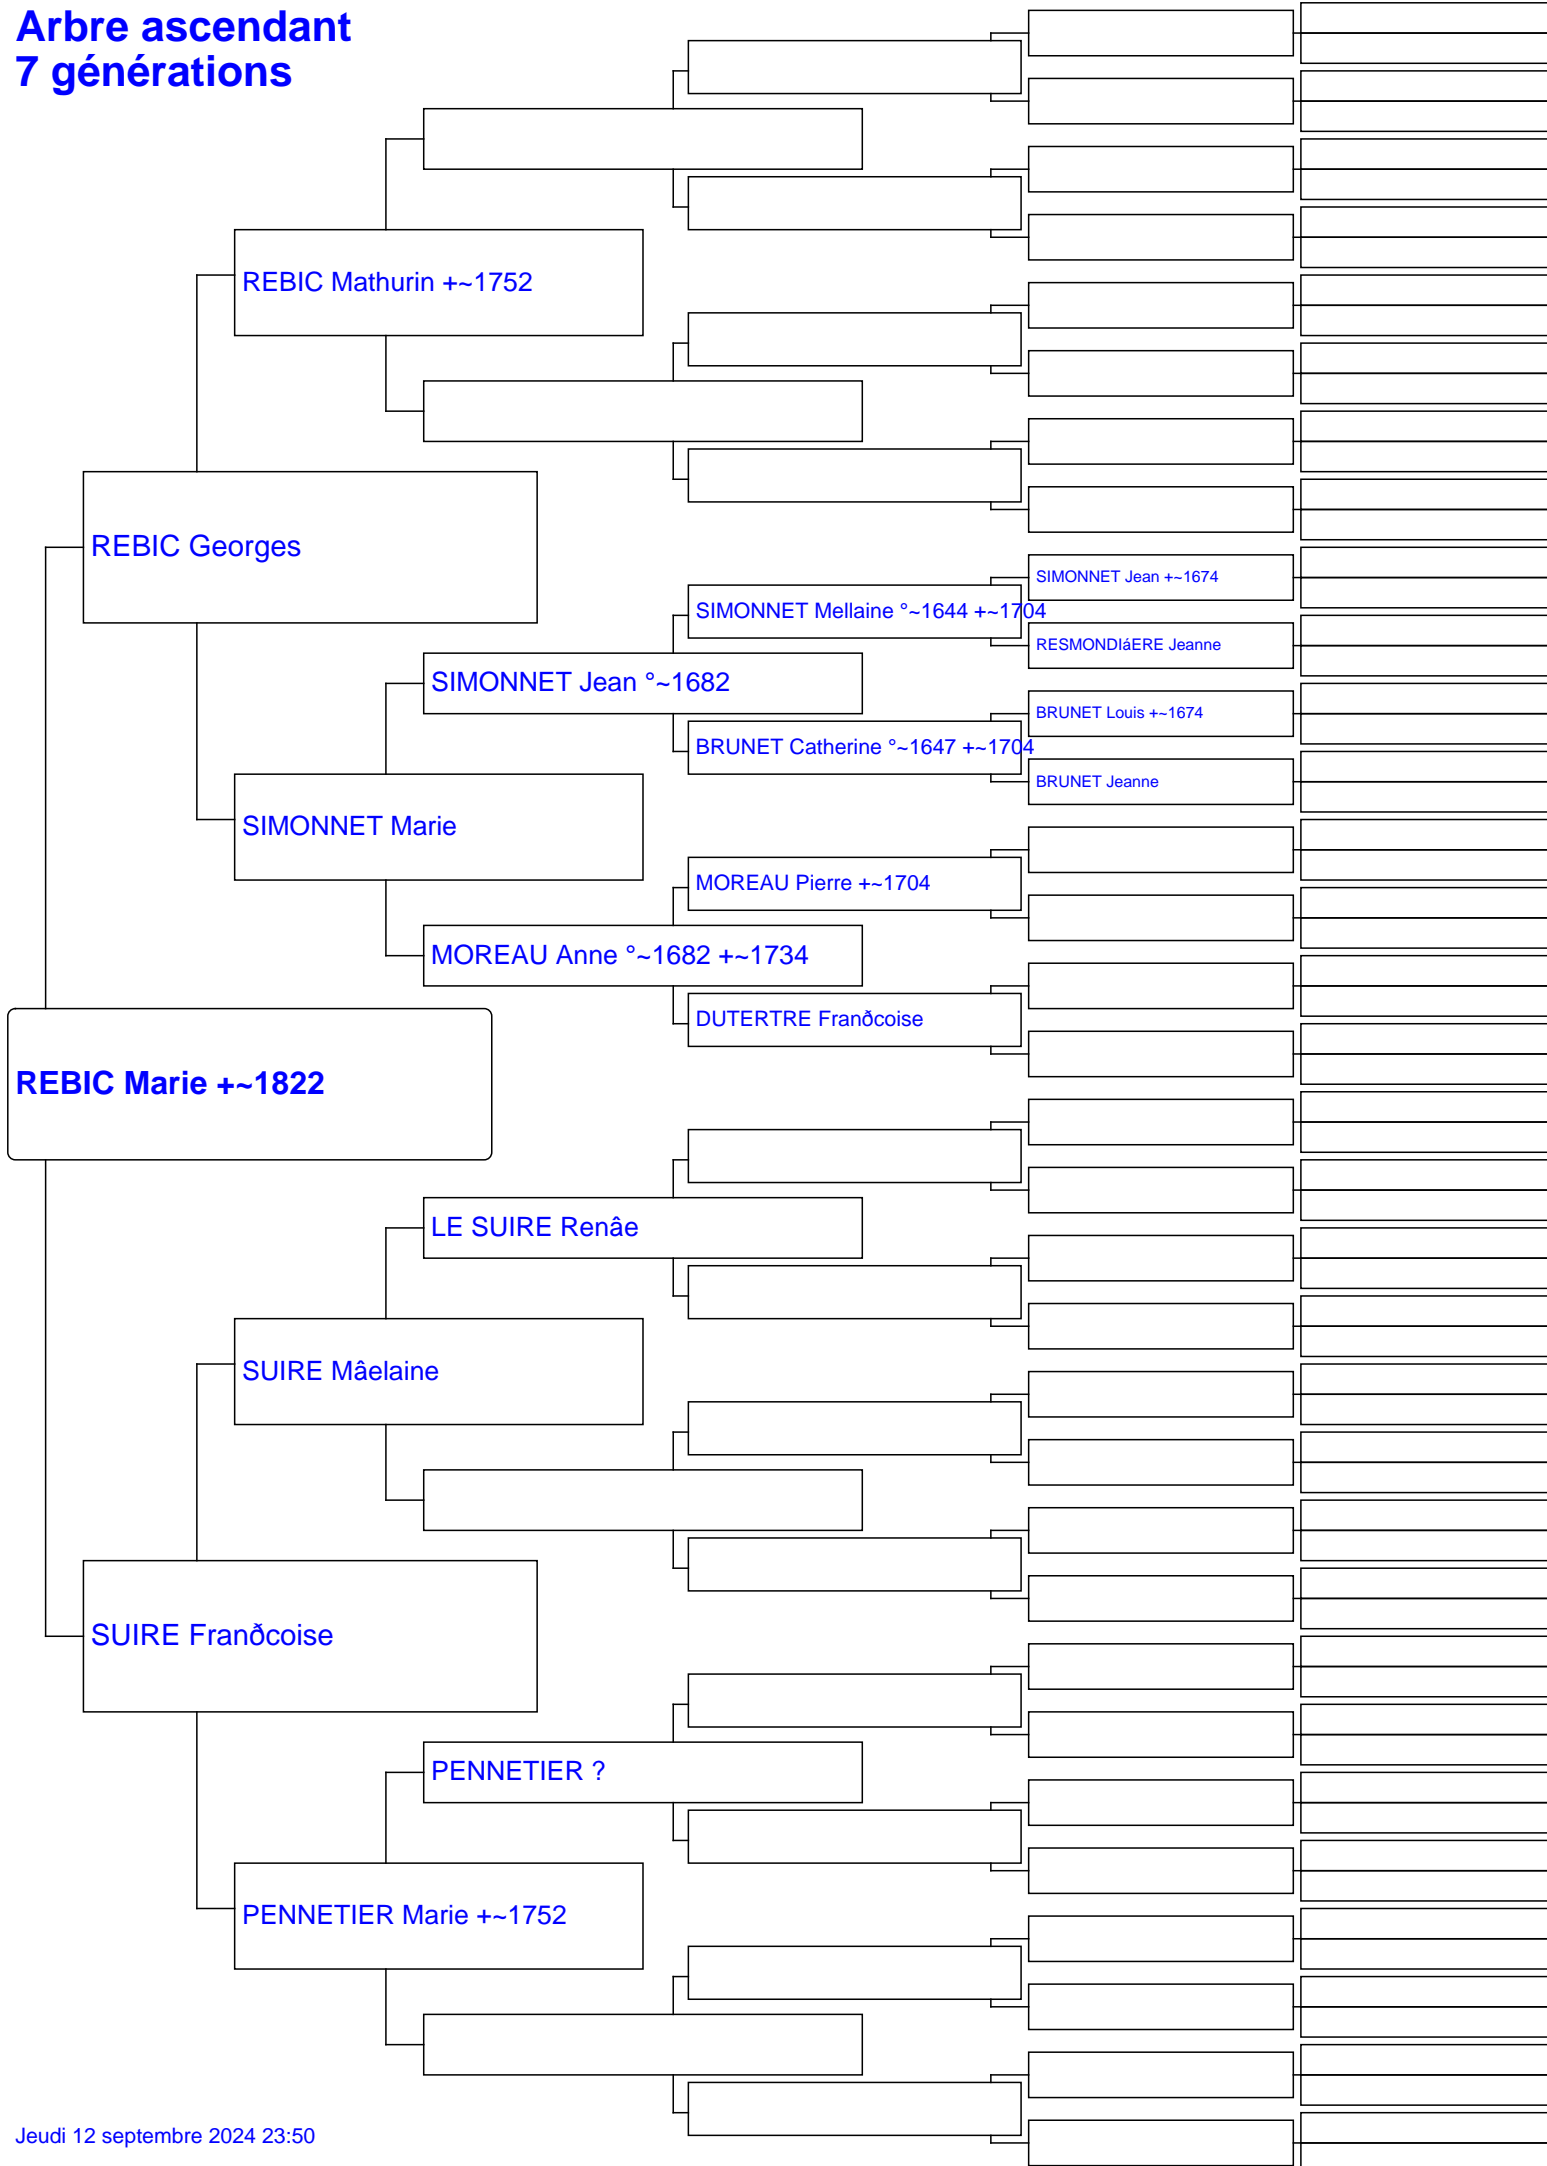 Arbre ascendant
7 générations
REBIC Mathurin +~1752
REBIC Georges
SIMONNET Jean +~1674
SIMONNET Mellaine °~1644 +~1704
RESMONDIáERE Jeanne
SIMONNET Jean °~1682
BRUNET Louis +~1674
BRUNET Catherine °~1647 +~1704
BRUNET Jeanne
SIMONNET Marie
MOREAU Pierre +~1704
MOREAU Anne °~1682 +~1734
DUTERTRE Franðcoise
REBIC Marie +~1822
LE SUIRE Renâe
SUIRE Mâelaine
SUIRE Franðcoise
PENNETIER ?
PENNETIER Marie +~1752
Jeudi 12 septembre 2024 23:50